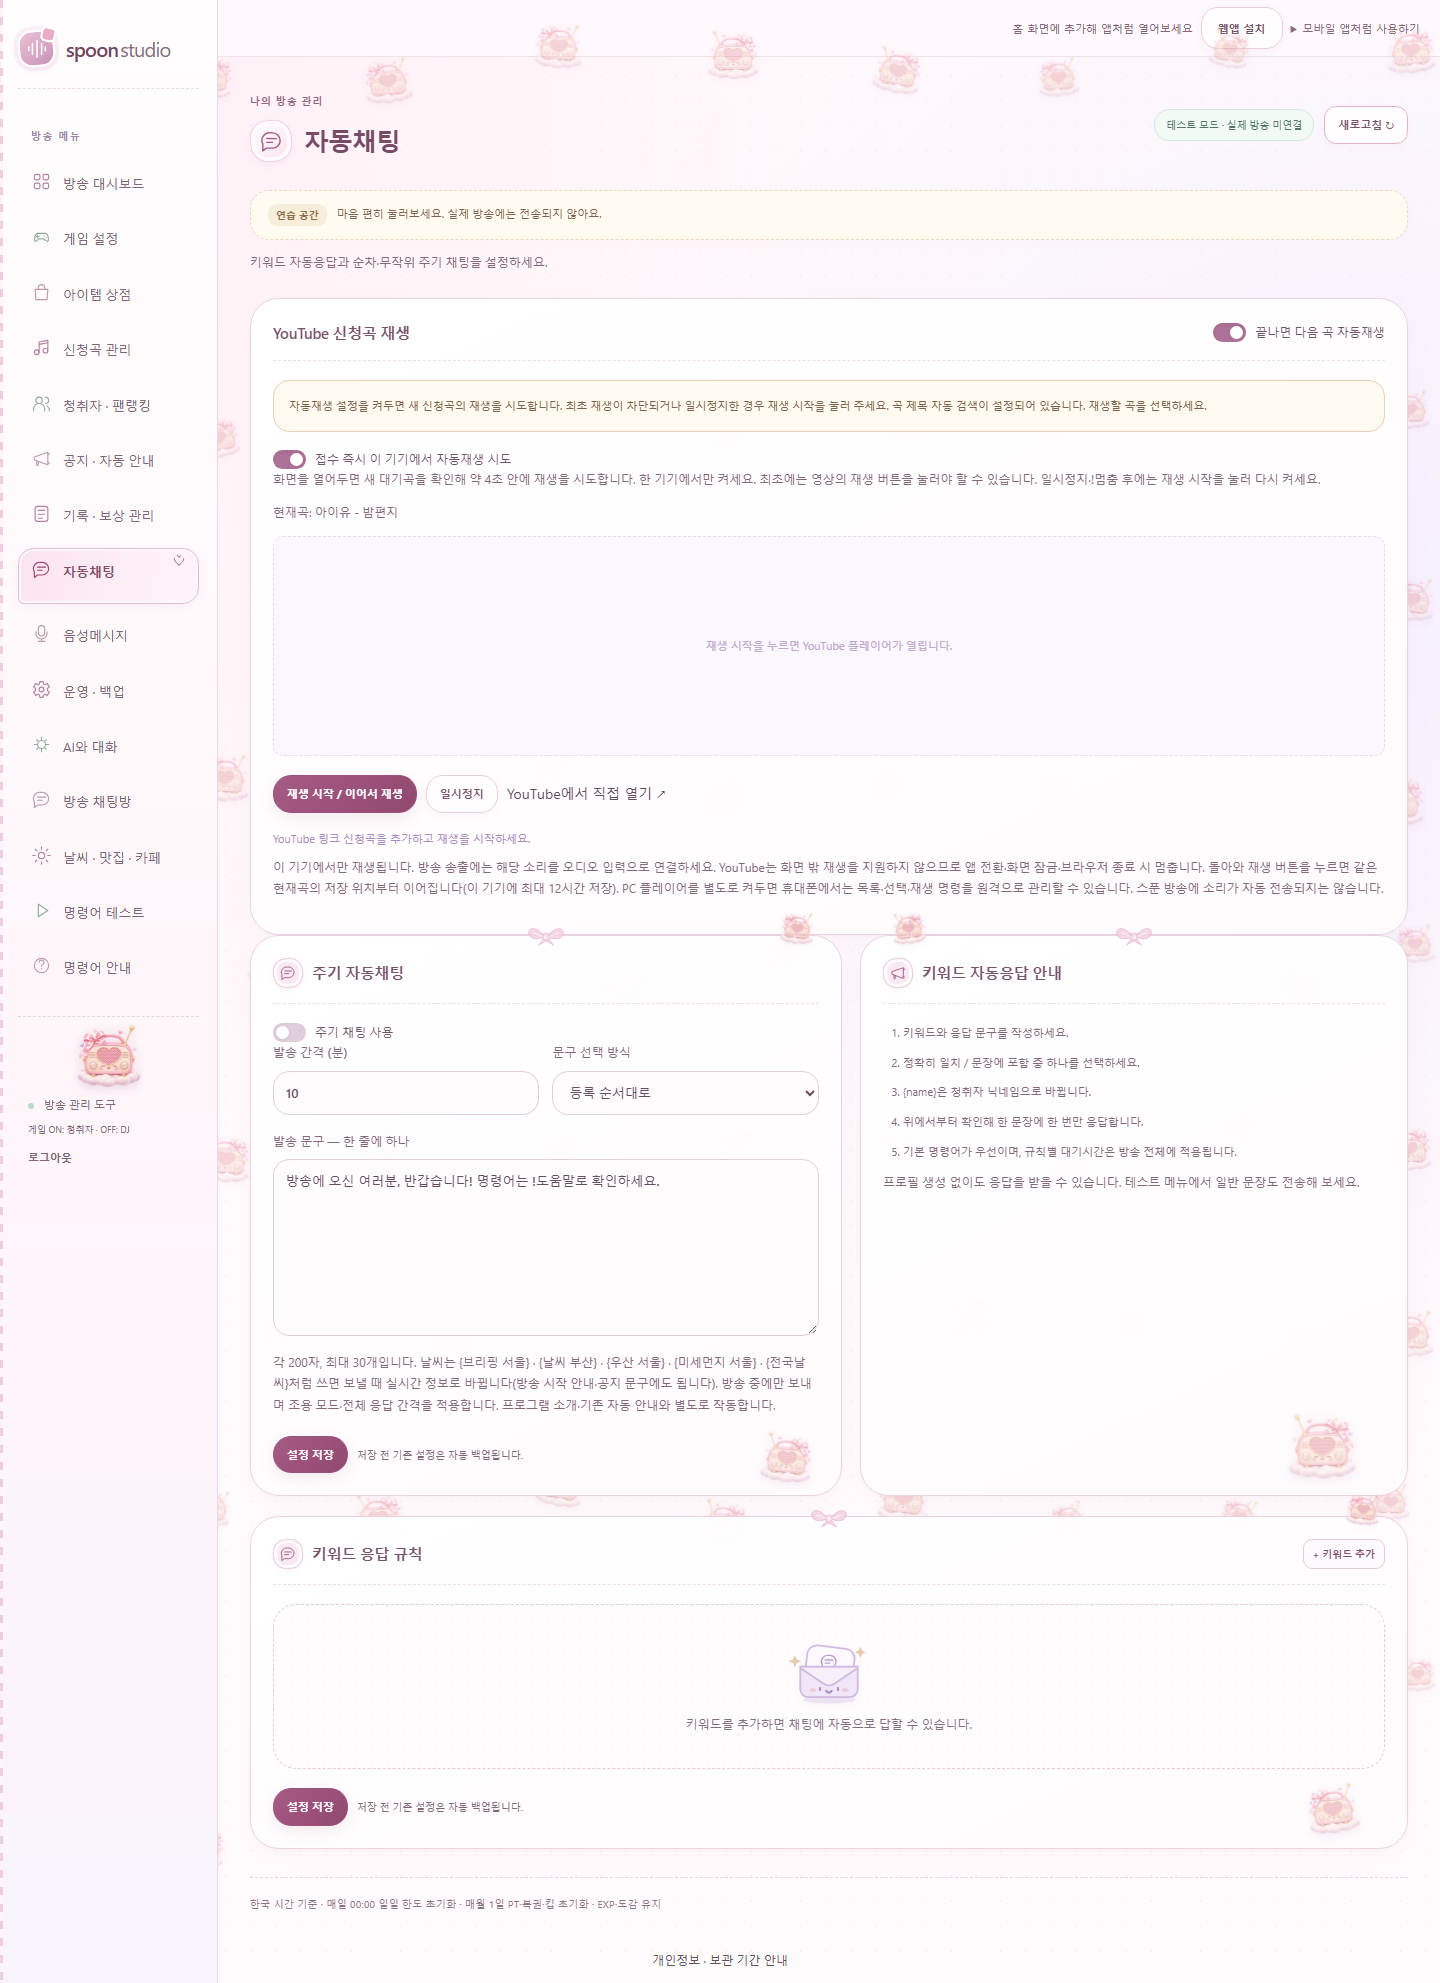 spoon studio
방송 메뉴
방송 대시보드
게임 설정
아이템 상점
신청곡 관리
청취자 · 팬랭킹
공지 · 자동 안내
기록 · 보상 관리
자동채팅
음성메시지
운영 · 백업
AI와 대화
방송 채팅방
날씨 · 맛집 · 카페
명령어 테스트
명령어 안내
방송 관리 도구
게임 ON: 청취자 · OFF: DJ
로그아웃
홈 화면에 추가해 앱처럼 열어보세요
웹앱 설치
▶ 모바일 앱처럼 사용하기
나의 방송 관리
자동채팅
테스트 모드 · 실제 방송 미연결
새로고침 ↻
연습 공간
마음 편히 눌러보세요. 실제 방송에는 전송되지 않아요.
키워드 자동응답과 순차·무작위 주기 채팅을 설정하세요.
YouTube 신청곡 재생
끝나면 다음 곡 자동재생
자동재생 설정을 켜두면 새 신청곡의 재생을 시도합니다. 최초 재생이 차단되거나 일시정지한 경우 재생 시작을 눌러 주세요. 곡 제목 자동 검색이 설정되어 있습니다. 재생할 곡을 선택하세요.
접수 즉시 이 기기에서 자동재생 시도
화면을 열어두면 새 대기곡을 확인해 약 4초 안에 재생을 시도합니다. 한 기기에서만 켜세요. 최초에는 영상의 재생 버튼을 눌러야 할 수 있습니다. 일시정지·!멈춤 후에는 재생 시작을 눌러 다시 켜세요.
현재곡: 아이유 - 밤편지
재생 시작을 누르면 YouTube 플레이어가 열립니다.
재생 시작 / 이어서 재생
일시정지
YouTube에서 직접 열기 ↗
YouTube 링크 신청곡을 추가하고 재생을 시작하세요.
이 기기에서만 재생됩니다. 방송 송출에는 해당 소리를 오디오 입력으로 연결하세요. YouTube는 화면 밖 재생을 지원하지 않으므로 앱 전환·화면 잠금·브라우저 종료 시 멈춥니다. 돌아와 재생 버튼을 누르면 같은
현재곡의 저장 위치부터 이어집니다(이 기기에 최대 12시간 저장). PC 플레이어를 별도로 켜두면 휴대폰에서는 목록·선택·재생 명령을 원격으로 관리할 수 있습니다. 스푼 방송에 소리가 자동 전송되지는 않습니다.
주기 자동채팅
주기 채팅 사용
발송 간격 (분)
문구 선택 방식
10
등록 순서대로
발송 문구 — 한 줄에 하나
방송에 오신 여러분, 반갑습니다! 명령어는 !도움말로 확인하세요.
각 200자, 최대 30개입니다. 날씨는 {브리핑 서울} · {날씨 부산} · {우산 서울} · {미세먼지 서울} · {전국날
씨}처럼 쓰면 보낼 때 실시간 정보로 바뀝니다(방송 시작 안내·공지 문구에도 됩니다). 방송 중에만 보내
며 조용 모드·전체 응답 간격을 적용합니다. 프로그램 소개·기존 자동 안내와 별도로 작동합니다.
설정 저장
저장 전 기존 설정은 자동 백업됩니다.
키워드 자동응답 안내
1. 키워드와 응답 문구를 작성하세요.
2. 정확히 일치 / 문장에 포함 중 하나를 선택하세요.
3. {name}은 청취자 닉네임으로 바뀝니다.
4. 위에서부터 확인해 한 문장에 한 번만 응답합니다.
5. 기본 명령어가 우선이며, 규칙별 대기시간은 방송 전체에 적용됩니다.
프로필 생성 없이도 응답을 받을 수 있습니다. 테스트 메뉴에서 일반 문장도 전송해 보세요.
키워드 응답 규칙
+ 키워드 추가
키워드를 추가하면 채팅에 자동으로 답할 수 있습니다.
설정 저장
저장 전 기존 설정은 자동 백업됩니다.
한국 시간 기준 · 매일 00:00 일일 한도 초기화 · 매월 1일 PT·복권·킵 초기화 · EXP·도감 유지
개인정보 · 보관 기간 안내